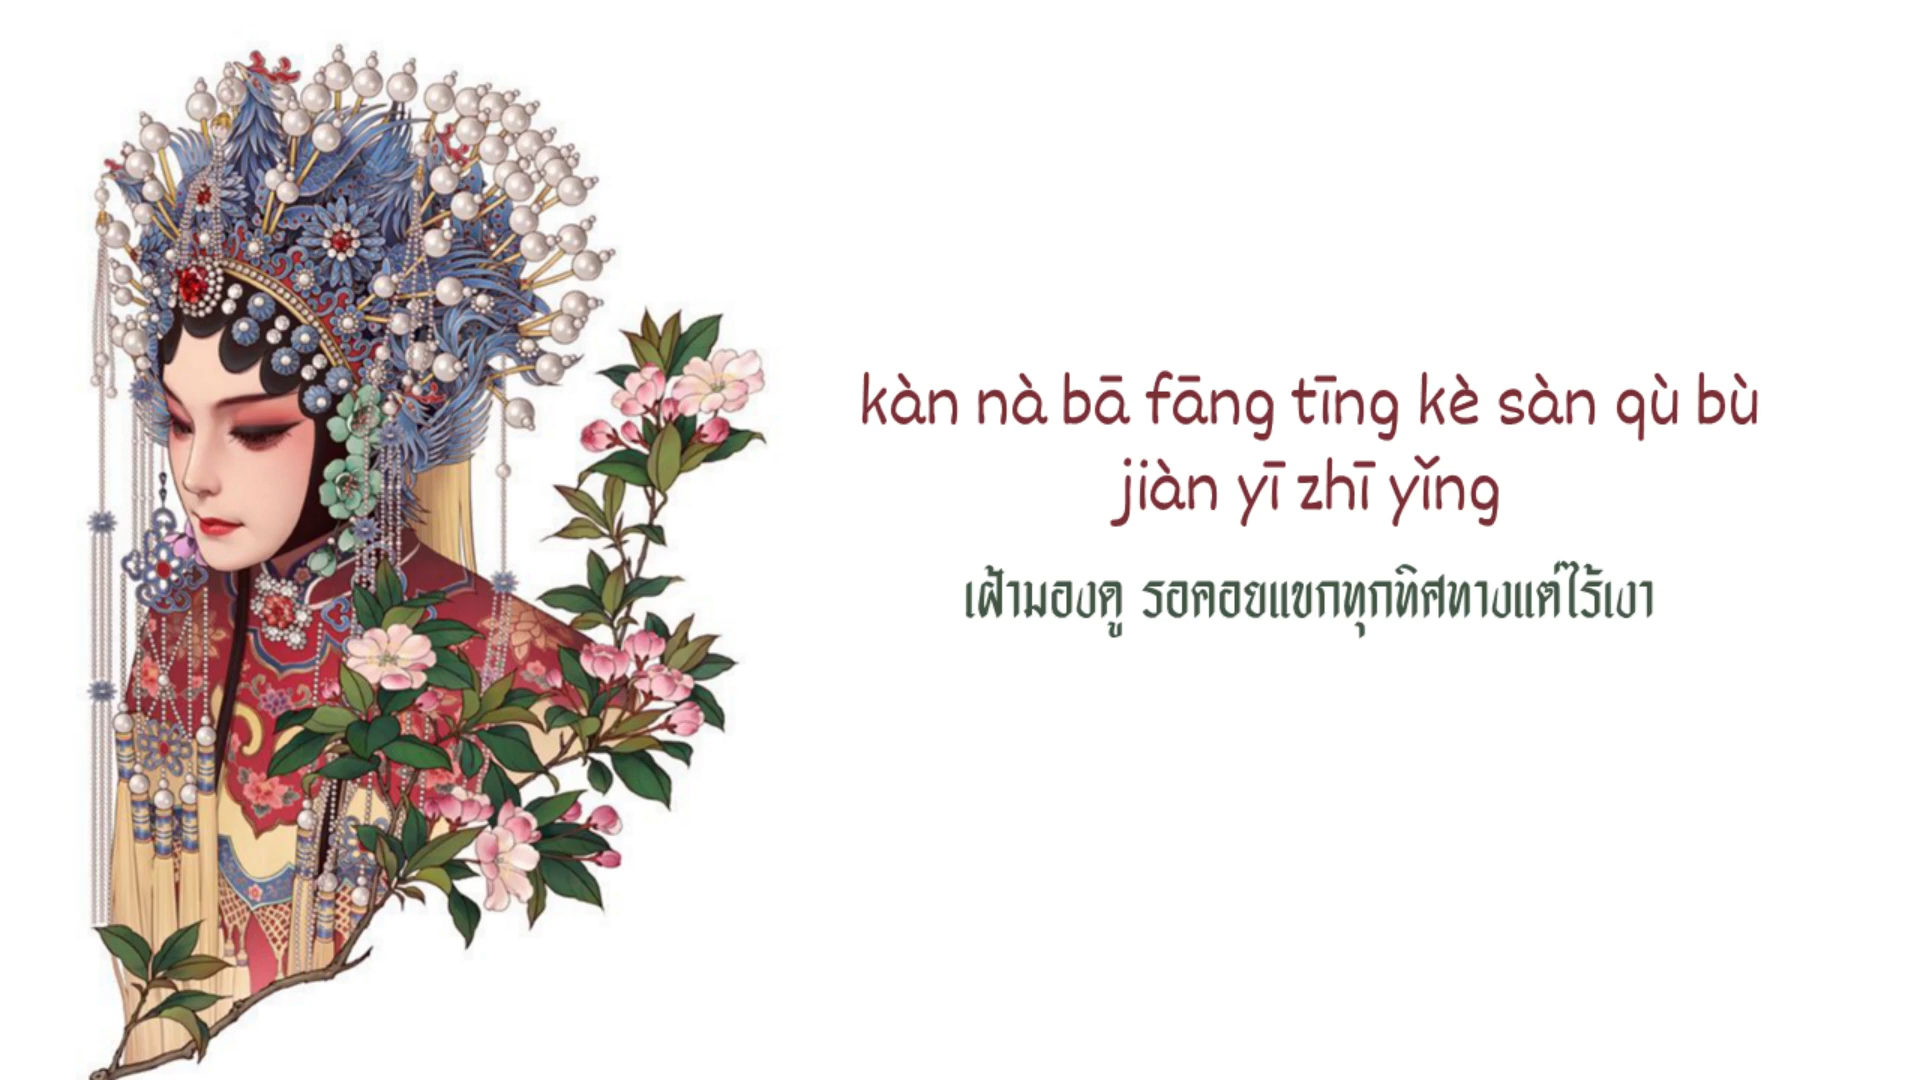 kàn nà bā fāng tīng kè sàn qù bù
jiàn yī zhī yǐng
เฝ้ามองดู รอคอยแขกทุกทิศทางแต่ไร้เงา